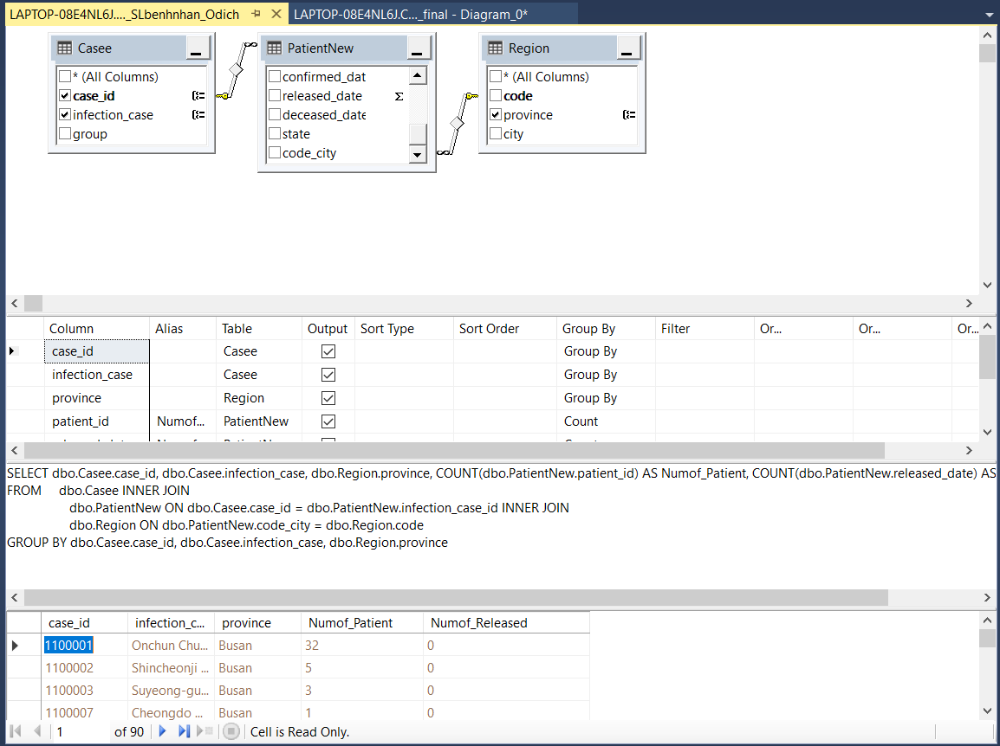 LAPTOP-08E4NL6J...._SLbenhnhan_Odich LAPTOP-08E4NL6J.C..._final - Diagram_0*
Casee PatientNew Region
* (All Columns) confirmed_dat * (All Columns)
case_id released_date Σ code
infection_case deceased_date province
group state city
code_city
Column Alias Table Output Sort Type Sort Order Group By Filter Or... Or... Or...
case_id Casee Group By
infection_case Casee Group By
province Region Group By
patient_id Numof... PatientNew Count
SELECT dbo.Casee.case_id, dbo.Casee.infection_case, dbo.Region.province, COUNT(dbo.PatientNew.patient_id) AS Numof_Patient, COUNT(dbo.PatientNew.released_date) AS
FROM dbo.Casee INNER JOIN
dbo.PatientNew ON dbo.Casee.case_id = dbo.PatientNew.infection_case_id INNER JOIN
dbo.Region ON dbo.PatientNew.code_city = dbo.Region.code
GROUP BY dbo.Casee.case_id, dbo.Casee.infection_case, dbo.Region.province
case_id infection_c... province Numof_Patient Numof_Released
1100001 Onchun Chu... Busan 32 0
1100002 Shincheonji ... Busan 5 0
1100003 Suyeong-gu... Busan 3 0
1100007 Cheongdo ... Busan 1 0
1 of 90 Cell is Read Only.